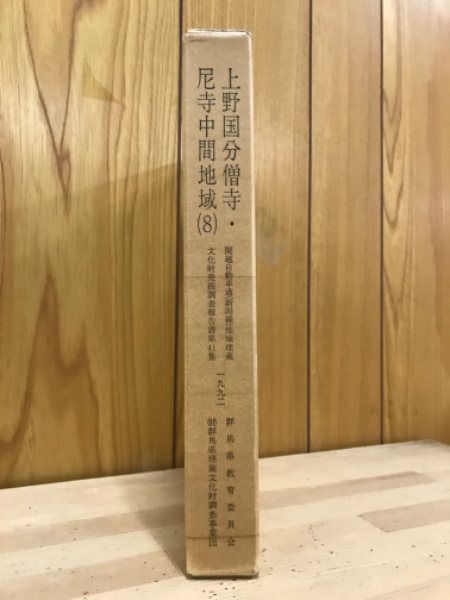 上野国分僧寺・
尼寺中間地域(8)
関越自動車道(新潟線)地域埋蔵
文化財発掘調査報告書第41集
一九九二
群馬県教育委員会
㈶群馬県埋蔵文化財調査事業団